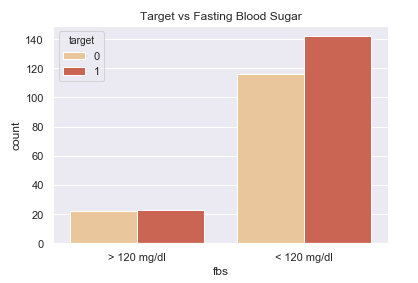 Target vs Fasting Blood Sugar
target
0
1
140
120
100
80
60
40
20
0
count
> 120 mg/dl
< 120 mg/dl
fbs